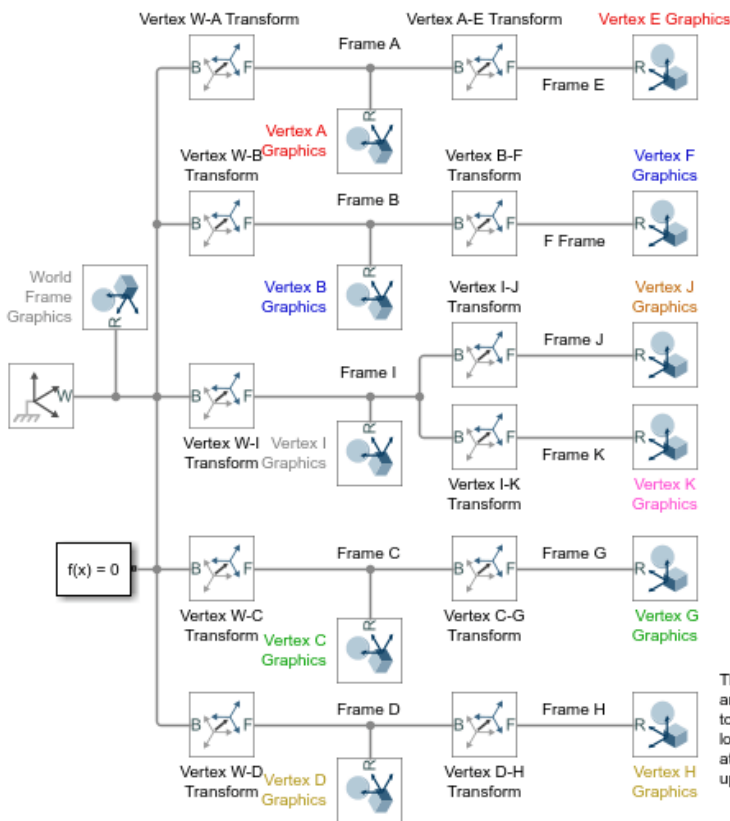 Vertex W-A Transform
Vertex A-E Transform
Vertex E Graphics
Frame A
B
F
B
F
R
Frame E
R
Vertex A
Graphics
Vertex W-B
Transform
Vertex B-F
Transform
Vertex F
Graphics
Frame B
B
F
B
F
R
F Frame
R
Vertex B
Graphics
World
Frame
Graphics
R
Vertex I-J
Transform
Vertex J
Graphics
Frame J
B
F
R
Frame I
W
B
F
R
Vertex W-I
Transform
Vertex I
Graphics
B
F
R
Frame K
Vertex I-K
Transform
Vertex K
Graphics
f(x) = 0
Frame C
Frame G
B
F
B
F
R
R
Vertex W-C
Transform
Vertex C
Graphics
Vertex C-G
Transform
Vertex G
Graphics
Frame D
Frame H
B
F
B
F
R
R
Vertex W-D
Transform
Vertex D
Graphics
Vertex D-H
Transform
Vertex H
Graphics
to